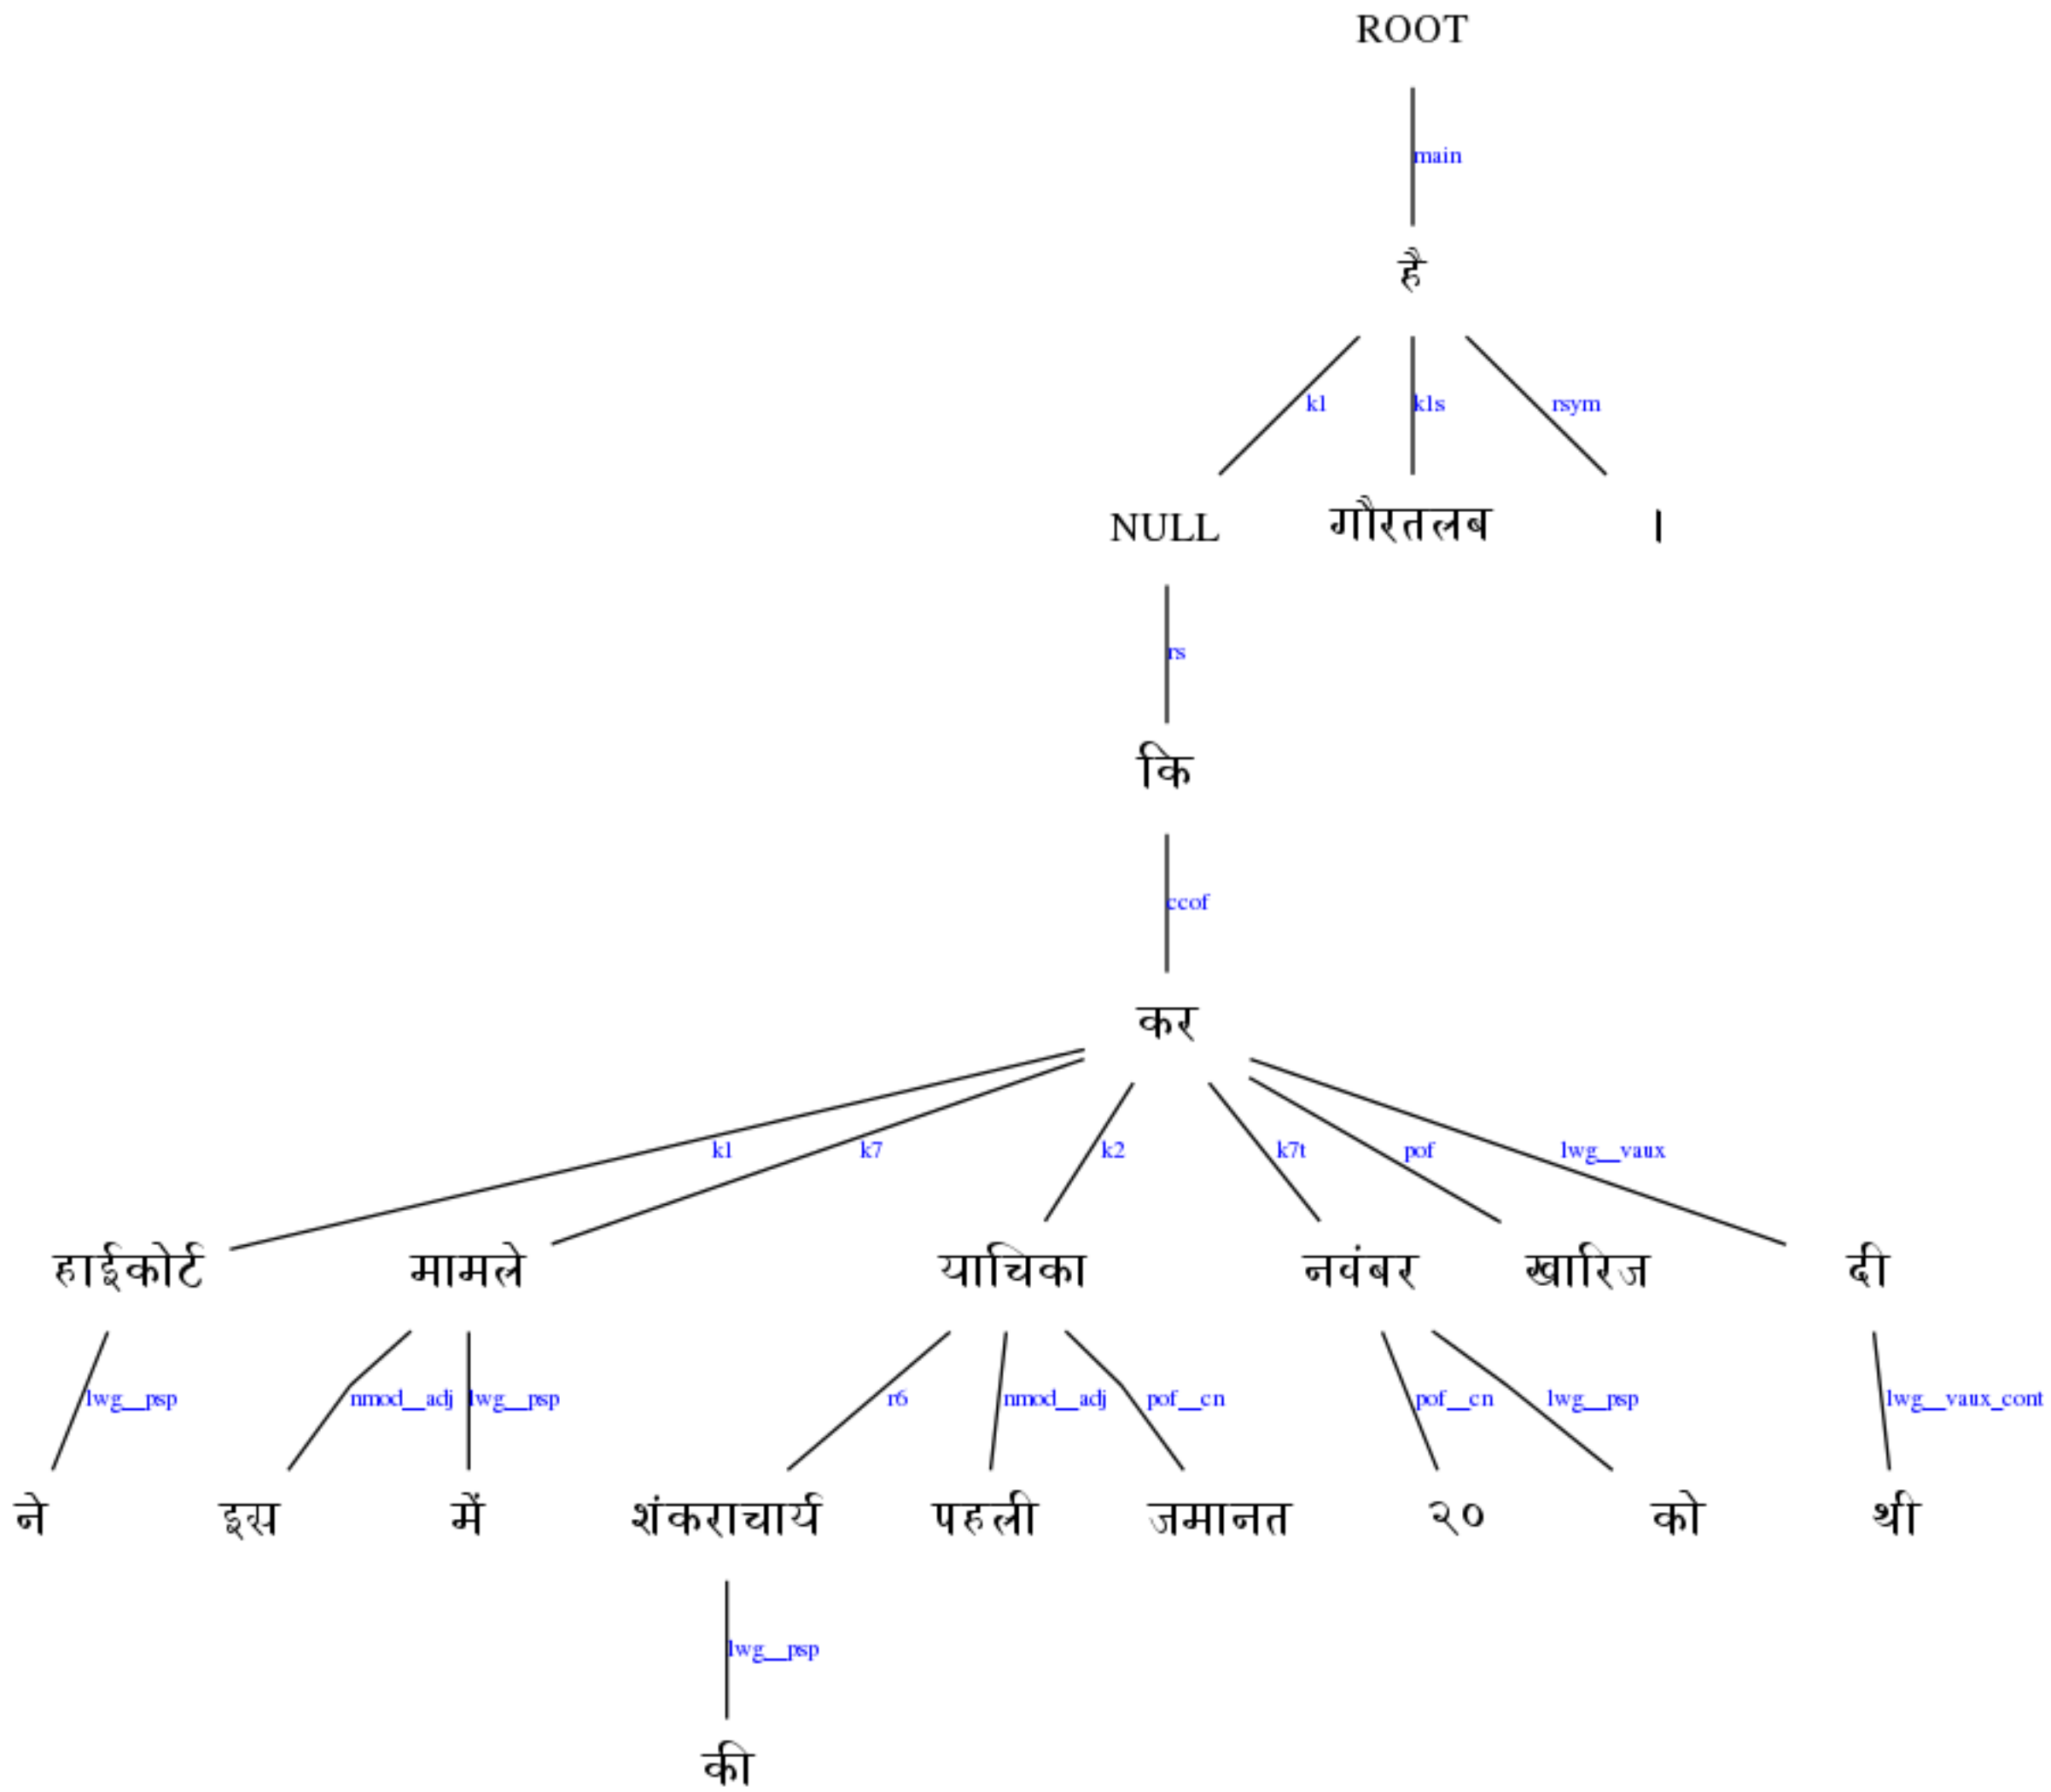 ROOT
main
है
k1 k1s rsym
NULL गौरतलब ।
rs
कि
ccof
कर
k1 k7 k2 k7t pof lwg__vaux
हाईकोर्ट मामले याचिका नवंबर खारिज दी
lwg__psp nmod__adj lwg__psp r6 nmod__adj pof__cn pof__cn lwg__psp lwg__vaux_cont
ने इस में शंकराचार्य पहली जमानत २० को थी
lwg__psp
की